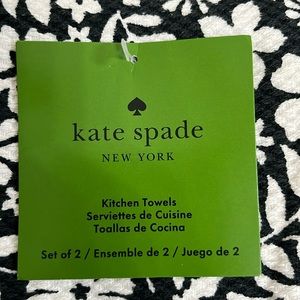 kate spade
NEW YORK
Kitchen Towels
Serviettes de Cuisine
Toallas de Cocina
Set of 2 / Ensemble de 2 / Juego de 2